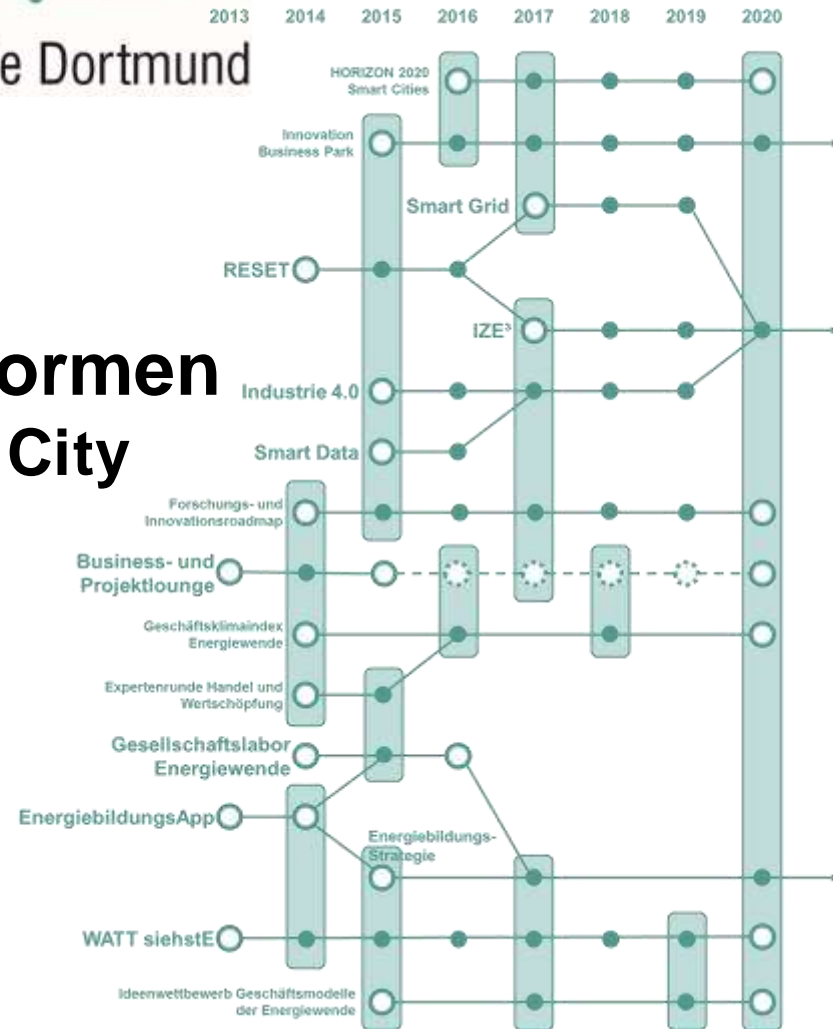 2013 2014 2015 2016 2017 2018 2019 2020
e Dortmund
HORIZON 2020
Smart Cities
Innovation
Business Park
Smart Grid
RESET
IZE³
ormen
Industrie 4.0
City
Smart Data
Forschungs- und
Innovationsroadmap
Business- und
Projektlounge
Geschäftsklimaindex
Energiewende
Expertenrunde Handel und
Wertschöpfung
Gesellschaftslabor
Energiewende
EnergiebildungsApp
Energiebildungs-
Strategie
WATT siehstE
Ideenwettbewerb Geschäftsmodelle
der Energiewende